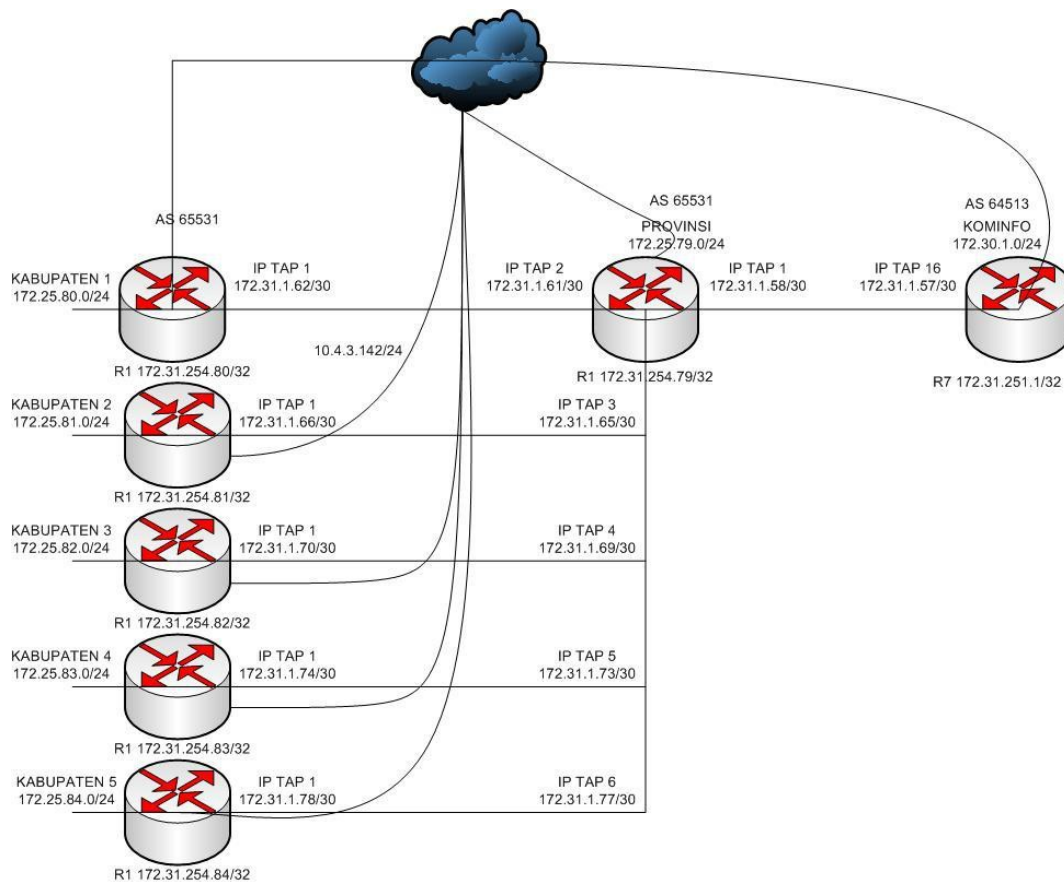 AS 65531
AS 65531
PROVINSI
172.25.79.0/24
AS 64513
KOMINFO
172.30.1.0/24
KABUPATEN 1
172.25.80.0/24
IP TAP 1
172.31.1.62/30
IP TAP 2
172.31.1.61/30
IP TAP 1
172.31.1.58/30
IP TAP 16
172.31.1.57/30
10.4.3.142/24
R1 172.31.254.80/32
R1 172.31.254.79/32
R7 172.31.251.1/32
KABUPATEN 2
172.25.81.0/24
IP TAP 1
172.31.1.66/30
IP TAP 3
172.31.1.65/30
R1 172.31.254.81/32
KABUPATEN 3
172.25.82.0/24
IP TAP 1
172.31.1.70/30
IP TAP 4
172.31.1.69/30
R1 172.31.254.82/32
KABUPATEN 4
172.25.83.0/24
IP TAP 1
172.31.1.74/30
IP TAP 5
172.31.1.73/30
R1 172.31.254.83/32
KABUPATEN 5
172.25.84.0/24
IP TAP 1
172.31.1.78/30
IP TAP 6
172.31.1.77/30
R1 172.31.254.84/32